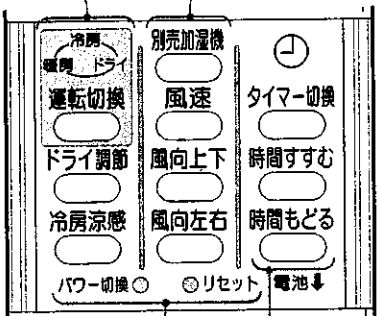 冷房
暖房 ドライ
別売加湿機
運転切換
風速
タイマー切換
ドライ調節
風向上下
時間すすむ
冷房涼感
風向左右
時間もどる
パワー切換
リセット
電池⬇